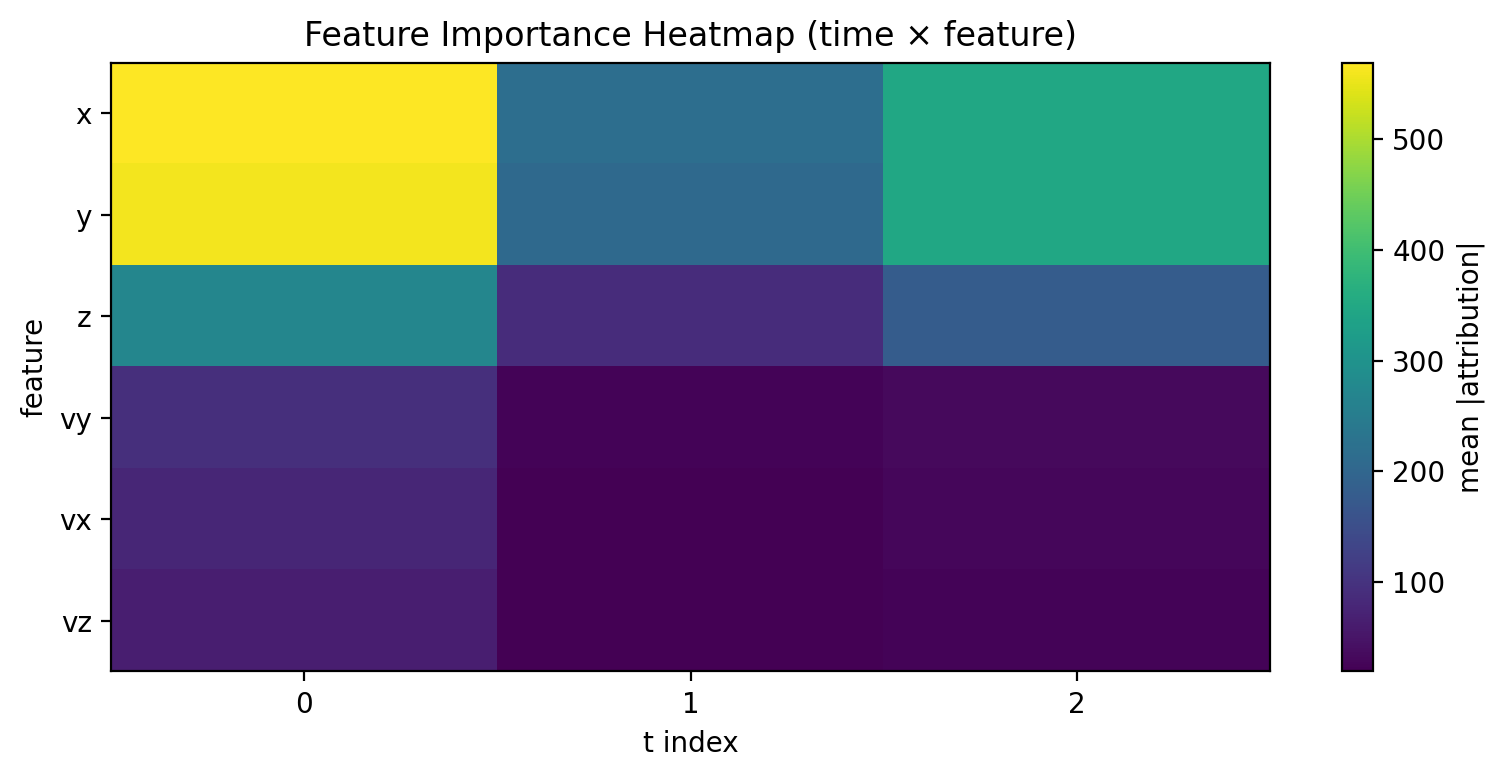 Feature Importance Heatmap (time × feature)
x
y
z
vy
vx
vz
feature
0
1
2
t index
500
400
300
200
100
mean |attribution|